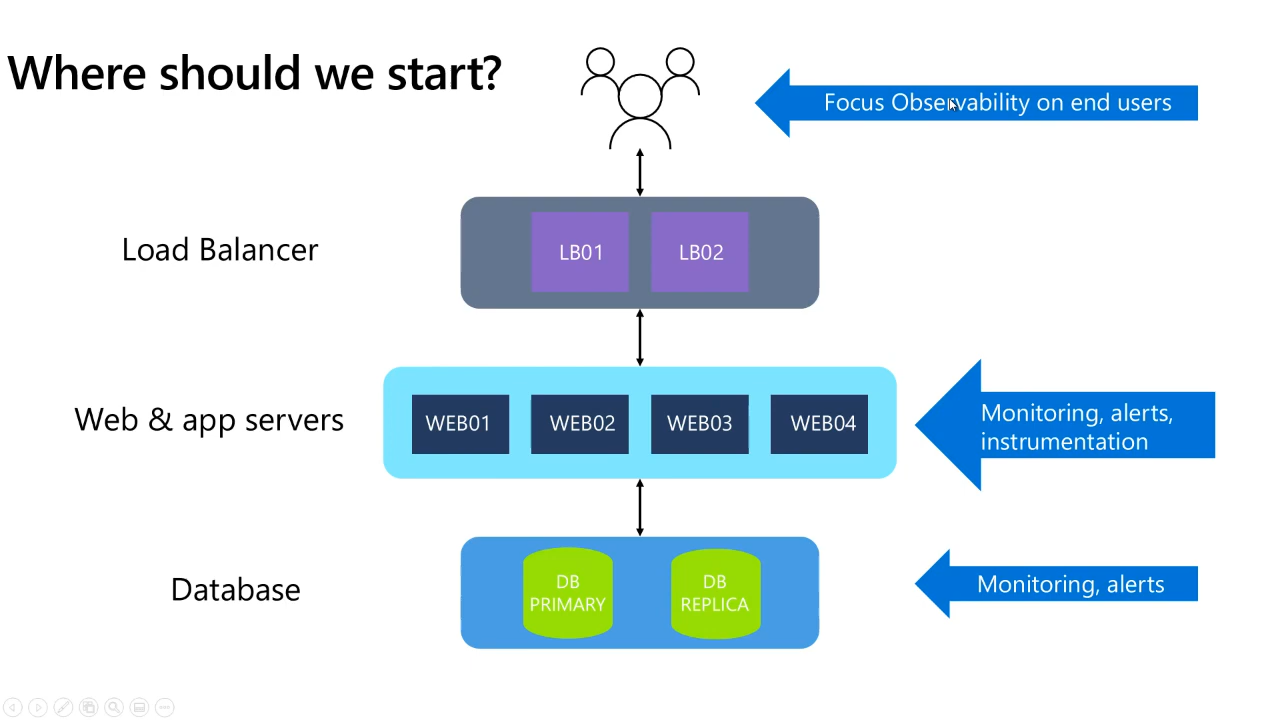 Where should we start?
Focus Observability on end users
Load Balancer
LB01
LB02
Web & app servers
WEB01
WEB02
WEB03
WEB04
Monitoring, alerts,
instrumentation
Database
DB
PRIMARY
DB
REPLICA
Monitoring, alerts